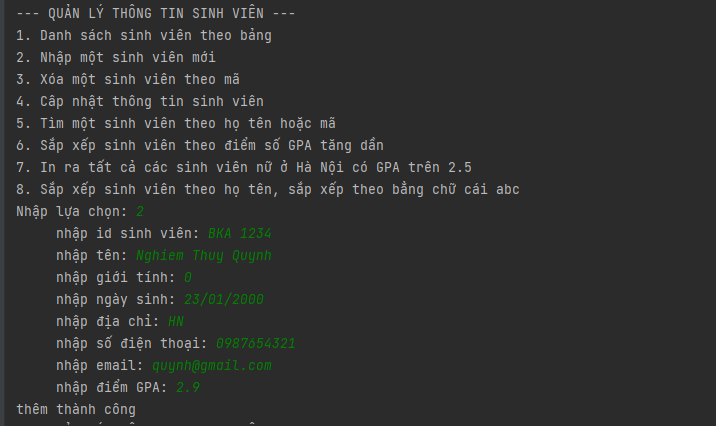 --- QUẢN LÝ THÔNG TIN SINH VIÊN ---
1. Danh sách sinh viên theo bảng
2. Nhập một sinh viên mới
3. Xóa một sinh viên theo mã
4. Câp nhật thông tin sinh viên
5. Tìm một sinh viên theo họ tên hoặc mã
6. Sắp xếp sinh viên theo điểm số GPA tăng dần
7. In ra tất cả các sinh viên nữ ở Hà Nội có GPA trên 2.5
8. Sắp xếp sinh viên theo họ tên, sắp xếp theo bảng chữ cái abc
Nhập lựa chọn: 2
nhập id sinh viên: BKA 1234
nhập tên: Nghiem Thuy Quynh
nhập giới tính: 0
nhập ngày sinh: 23/01/2000
nhập địa chỉ: HN
nhập số điện thoại: 0987654321
nhập email: quynh@gmail.com
nhập điểm GPA: 2.9
thêm thành công